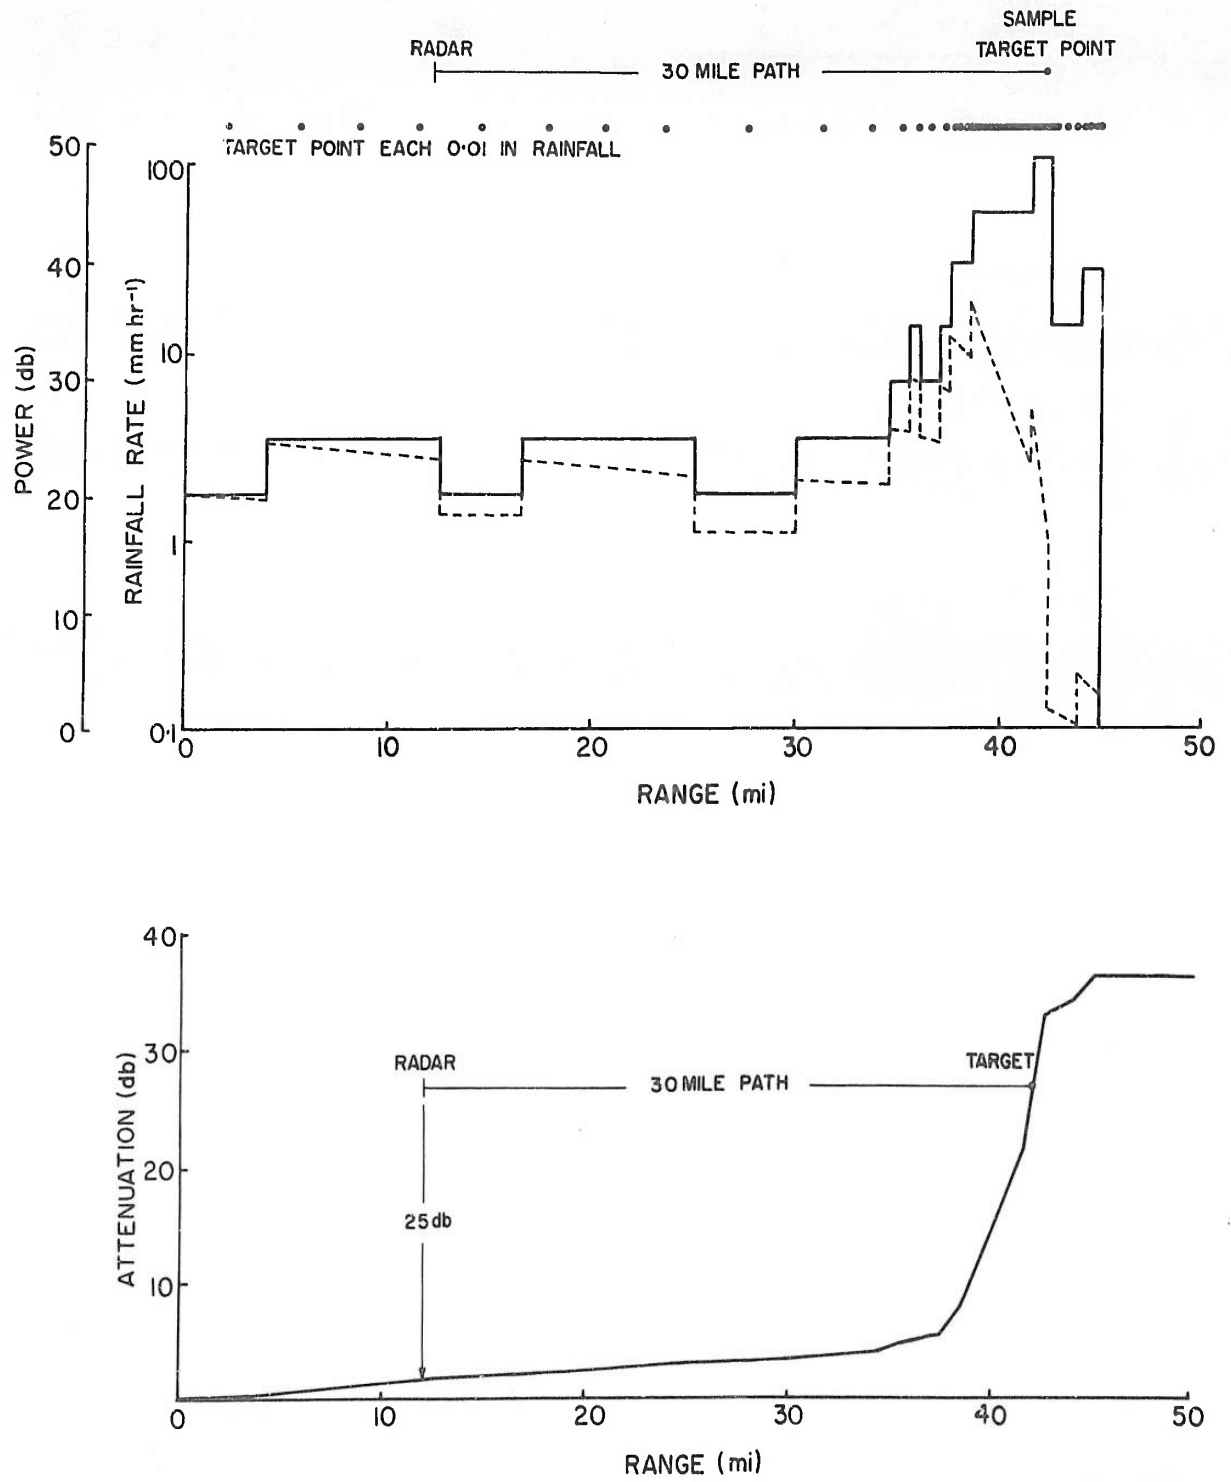 SAMPLE
RADAR TARGET POINT
30 MILE PATH
TARGET POINT EACH 0·01 IN RAINFALL
50
40
30
20
10
0
POWER (db)
100
10
1
0·1
RAINFALL RATE (mm hr⁻¹)
0 10 20 30 40 50
RANGE (mi)
40
30
20
10
ATTENUATION (db)
RADAR TARGET
30 MILE PATH
25 db
0 10 20 30 40 50
RANGE (mi)